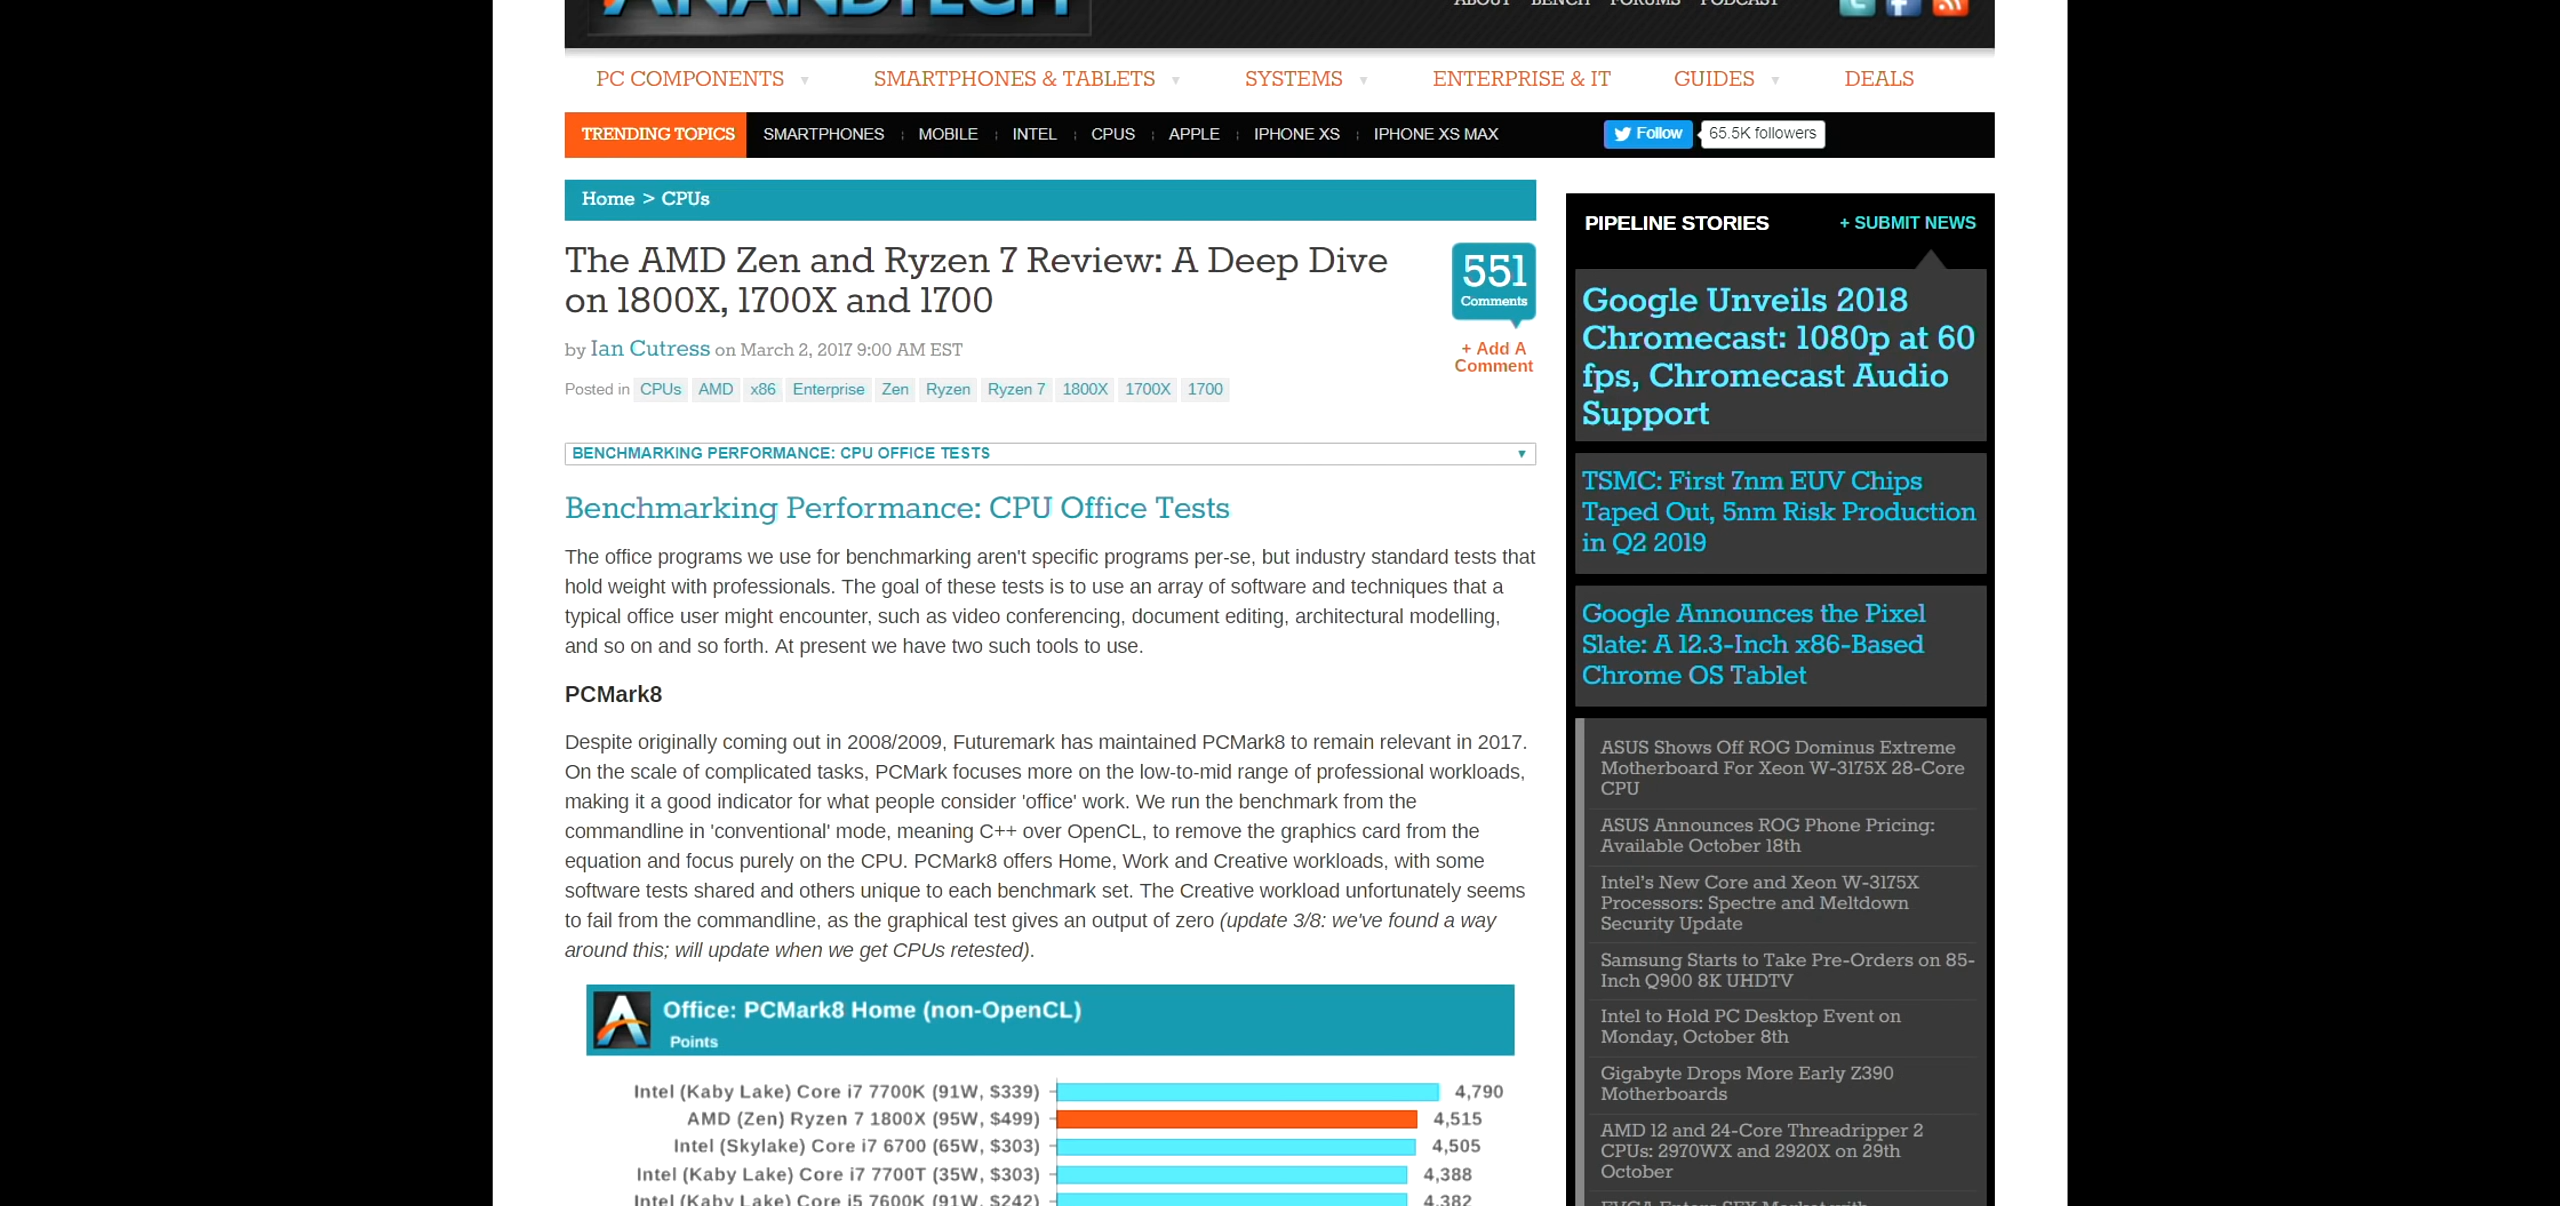 ANANDTECH
ABOUT BENCH FORUMS PODCAST
PC COMPONENTS SMARTPHONES & TABLETS SYSTEMS ENTERPRISE & IT GUIDES DEALS
TRENDING TOPICS SMARTPHONES MOBILE INTEL CPUS APPLE IPHONE XS IPHONE XS MAX Follow 65.5K followers
Home > CPUs
The AMD Zen and Ryzen 7 Review: A Deep Dive
on 1800X, 1700X and 1700
by Ian Cutress on March 2, 2017 9:00 AM EST
Posted in CPUs AMD x86 Enterprise Zen Ryzen Ryzen 7 1800X 1700X 1700
551
Comments
+ Add A
Comment
BENCHMARKING PERFORMANCE: CPU OFFICE TESTS
Benchmarking Performance: CPU Office Tests
The office programs we use for benchmarking aren't specific programs per-se, but industry standard tests that
hold weight with professionals. The goal of these tests is to use an array of software and techniques that a
typical office user might encounter, such as video conferencing, document editing, architectural modelling,
and so on and so forth. At present we have two such tools to use.
PCMark8
Despite originally coming out in 2008/2009, Futuremark has maintained PCMark8 to remain relevant in 2017.
On the scale of complicated tasks, PCMark focuses more on the low-to-mid range of professional workloads,
making it a good indicator for what people consider 'office' work. We run the benchmark from the
commandline in 'conventional' mode, meaning C++ over OpenCL, to remove the graphics card from the
equation and focus purely on the CPU. PCMark8 offers Home, Work and Creative workloads, with some
software tests shared and others unique to each benchmark set. The Creative workload unfortunately seems
to fail from the commandline, as the graphical test gives an output of zero (update 3/8: we've found a way
around this; will update when we get CPUs retested).
Office: PCMark8 Home (non-OpenCL)
Points
Intel (Kaby Lake) Core i7 7700K (91W, $339) 4,790
AMD (Zen) Ryzen 7 1800X (95W, $499) 4,515
Intel (Skylake) Core i7 6700 (65W, $303) 4,505
Intel (Kaby Lake) Core i7 7700T (35W, $303) 4,388
Intel (Kaby Lake) Core i5 7600K (91W, $242) 4,382
PIPELINE STORIES + SUBMIT NEWS
Google Unveils 2018
Chromecast: 1080p at 60
fps, Chromecast Audio
Support
TSMC: First 7nm EUV Chips
Taped Out, 5nm Risk Production
in Q2 2019
Google Announces the Pixel
Slate: A 12.3-Inch x86-Based
Chrome OS Tablet
ASUS Shows Off ROG Dominus Extreme
Motherboard For Xeon W-3175X 28-Core
CPU
ASUS Announces ROG Phone Pricing:
Available October 18th
Intel's New Core and Xeon W-3175X
Processors: Spectre and Meltdown
Security Update
Samsung Starts to Take Pre-Orders on 85-
Inch Q900 8K UHDTV
Intel to Hold PC Desktop Event on
Monday, October 8th
Gigabyte Drops More Early Z390
Motherboards
AMD 12 and 24-Core Threadripper 2
CPUs: 2970WX and 2920X on 29th
October